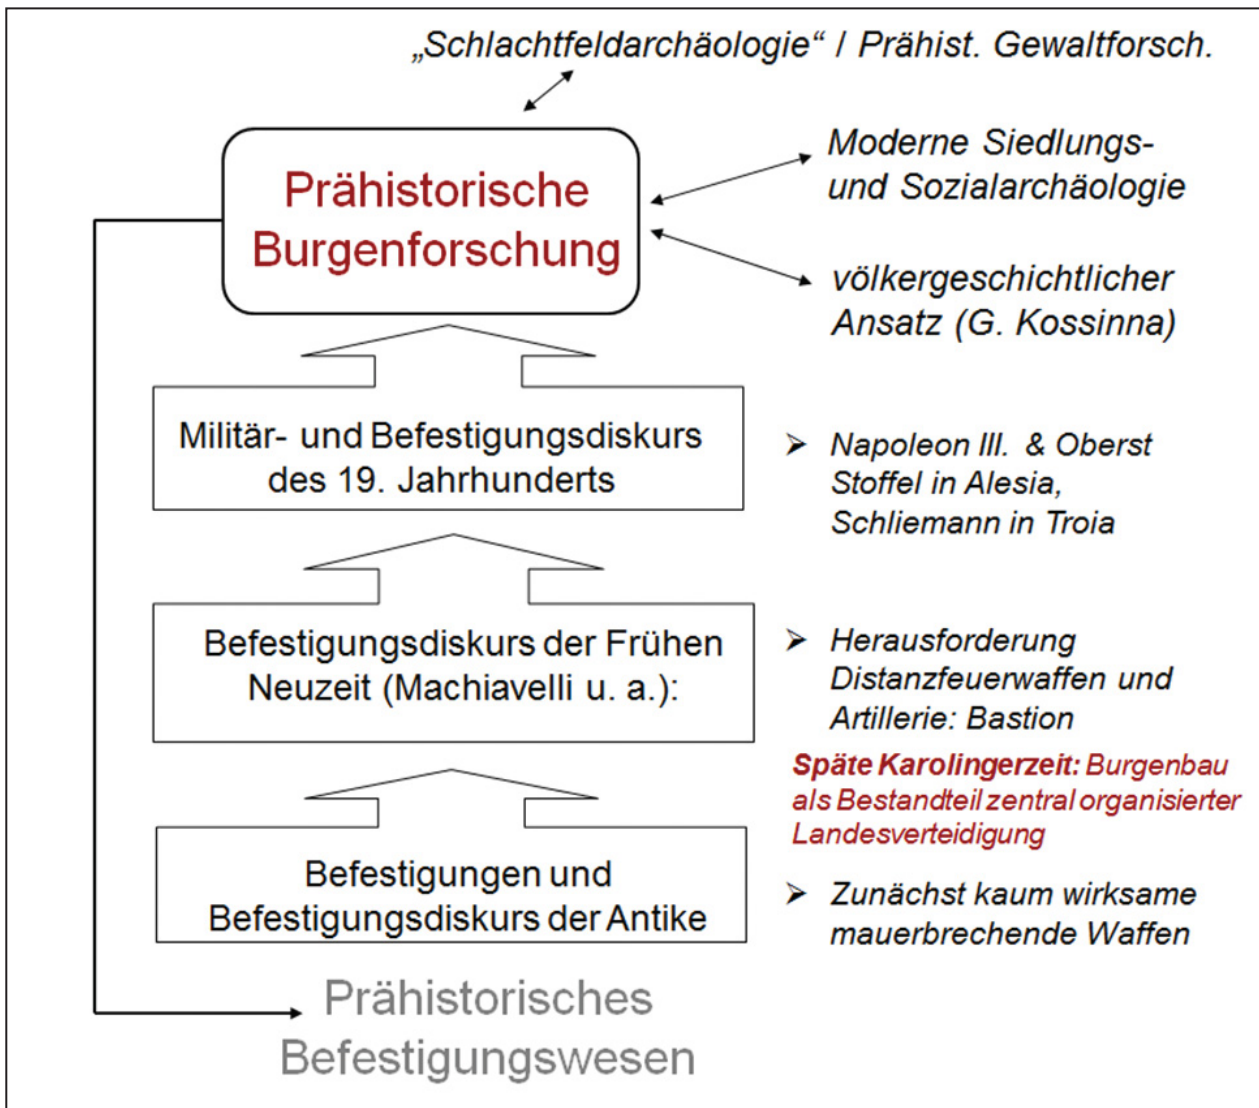 „Schlachtfeldarchäologie“ / Prähist. Gewaltforsch.
Prähistorische
Burgenforschung
Moderne Siedlungs-
und Sozialarchäologie
völkergeschichtlicher
Ansatz (G. Kossinna)
Militär- und Befestigungsdiskurs
des 19. Jahrhunderts
➢ Napoleon III. & Oberst
Stoffel in Alesia,
Schliemann in Troia
Befestigungsdiskurs der Frühen
Neuzeit (Machiavelli u. a.):
➢ Herausforderung
Distanzfeuerwaffen und
Artillerie: Bastion
Späte Karolingerzeit: Burgenbau
als Bestandteil zentral organisierter
Landesverteidigung
Befestigungen und
Befestigungsdiskurs der Antike
➢ Zunächst kaum wirksame
mauerbrechende Waffen
Prähistorisches
Befestigungswesen